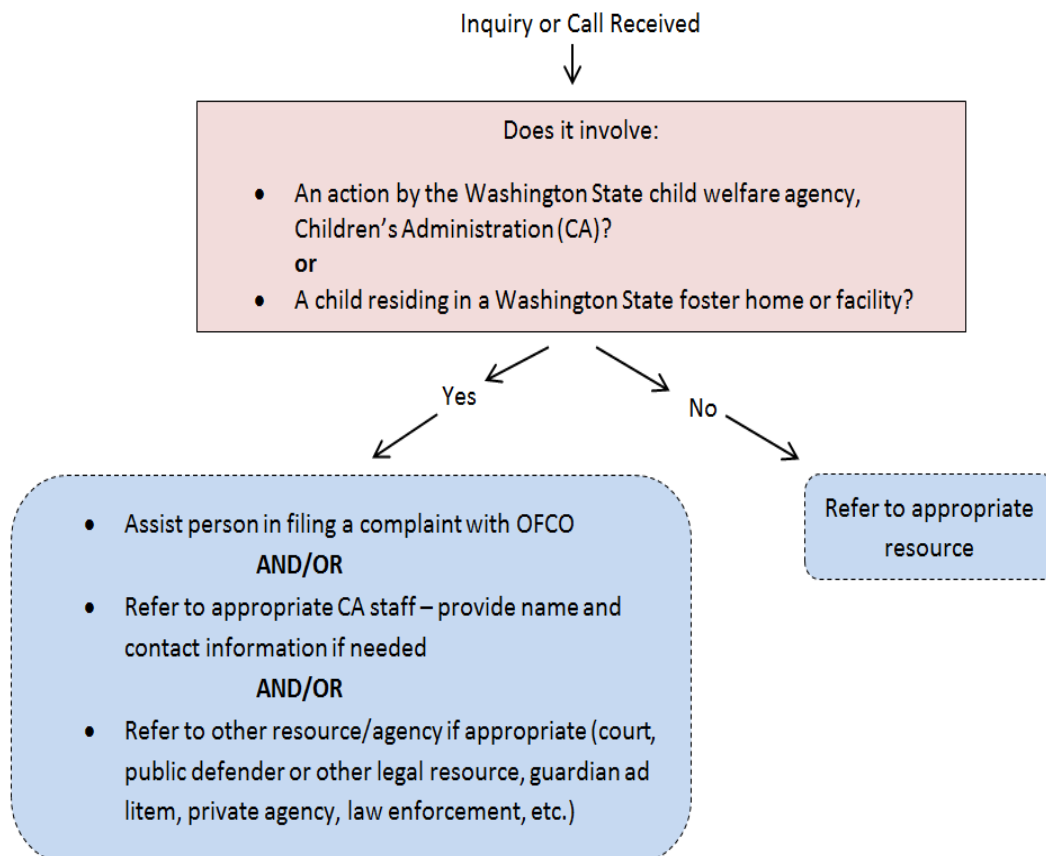 Inquiry or Call Received
Does it involve:
• An action by the Washington State child welfare agency,
Children’s Administration (CA)?
or
• A child residing in a Washington State foster home or facility?
Yes
No
• Assist person in filing a complaint with OFCO
AND/OR
• Refer to appropriate CA staff – provide name and
contact information if needed
AND/OR
• Refer to other resource/agency if appropriate (court,
public defender or other legal resource, guardian ad
litem, private agency, law enforcement, etc.)
Refer to appropriate
resource